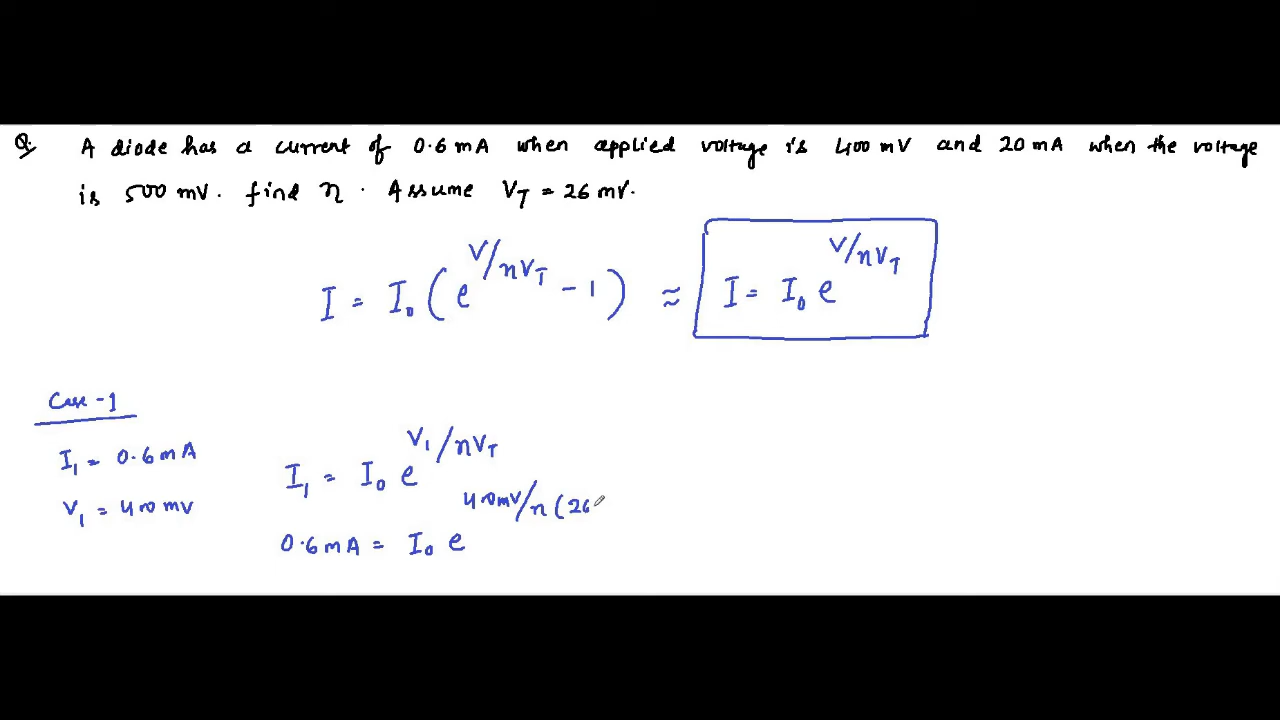 Q. A diode has a current of 0.6 mA when applied voltage is 400 mV and 20 mA when the voltage
is 500 mV. find η. Assume V_T = 26 mV.
I = I₀ (e^{V/ηV_T} - 1) ≈ I = I₀ e^{V/ηV_T}
Case -1
I₁ = 0.6 mA
V₁ = 400 mV
I₁ = I₀ e^{V₁/ηV_T}
0.6 mA = I₀ e^{400mV/η(26